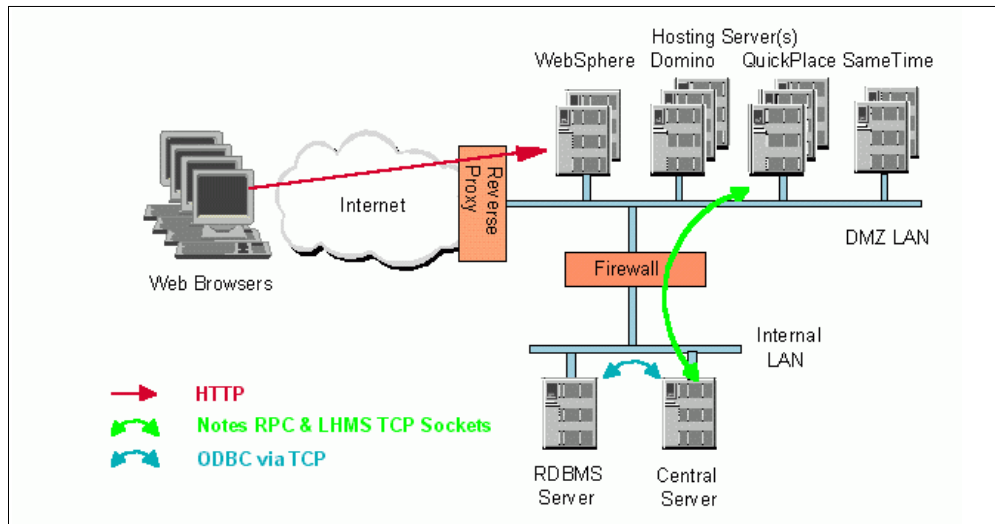 Hosting Server(s)
WebSphere Domino QuickPlace SameTime
Internet
Reverse
Proxy
DMZ LAN
Web Browsers
Firewall
Internal
LAN
HTTP
Notes RPC & LHMS TCP Sockets
ODBC via TCP
RDBMS
Server
Central
Server